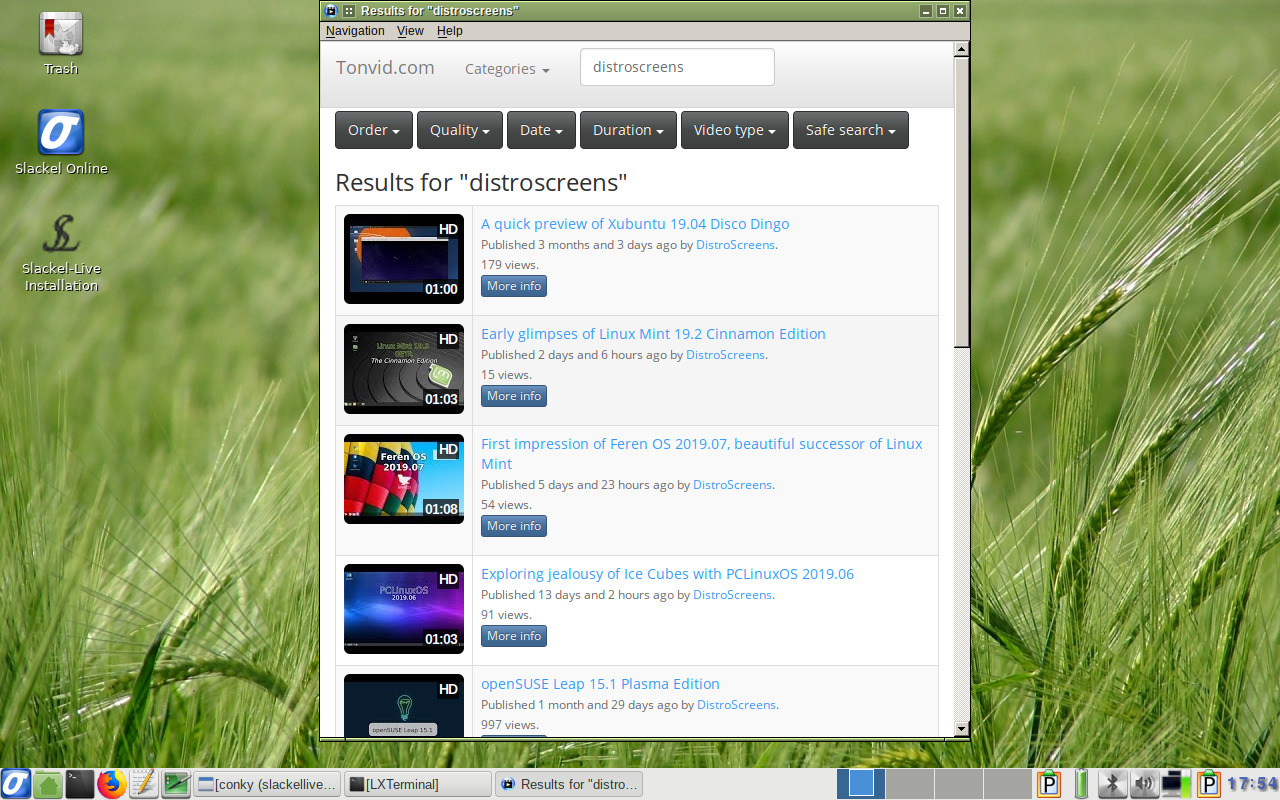 Results for "distroscreens"
Navigation View Help
Trash
Slackel Online
Slackel-Live
Installation
Tonvid.com Categories distroscreens
Order Quality Date Duration Video type Safe search
Results for "distroscreens"
HD
01:00
A quick preview of Xubuntu 19.04 Disco Dingo
Published 3 months and 3 days ago by DistroScreens.
179 views.
More info
HD
The Cinnamon Edition
01:03
Early glimpses of Linux Mint 19.2 Cinnamon Edition
Published 2 days and 6 hours ago by DistroScreens.
15 views.
More info
HD
Feren OS
2019.07
01:08
First impression of Feren OS 2019.07, beautiful successor of Linux
Mint
Published 5 days and 23 hours ago by DistroScreens.
54 views.
More info
HD
PCLinuxOS
2019.06
01:03
Exploring jealousy of Ice Cubes with PCLinuxOS 2019.06
Published 13 days and 2 hours ago by DistroScreens.
91 views.
More info
HD
openSUSE Leap 15.1
openSUSE Leap 15.1 Plasma Edition
Published 1 month and 29 days ago by DistroScreens.
997 views.
[conky (slackellive... [LXTerminal] Results for "distro... P P 17:54